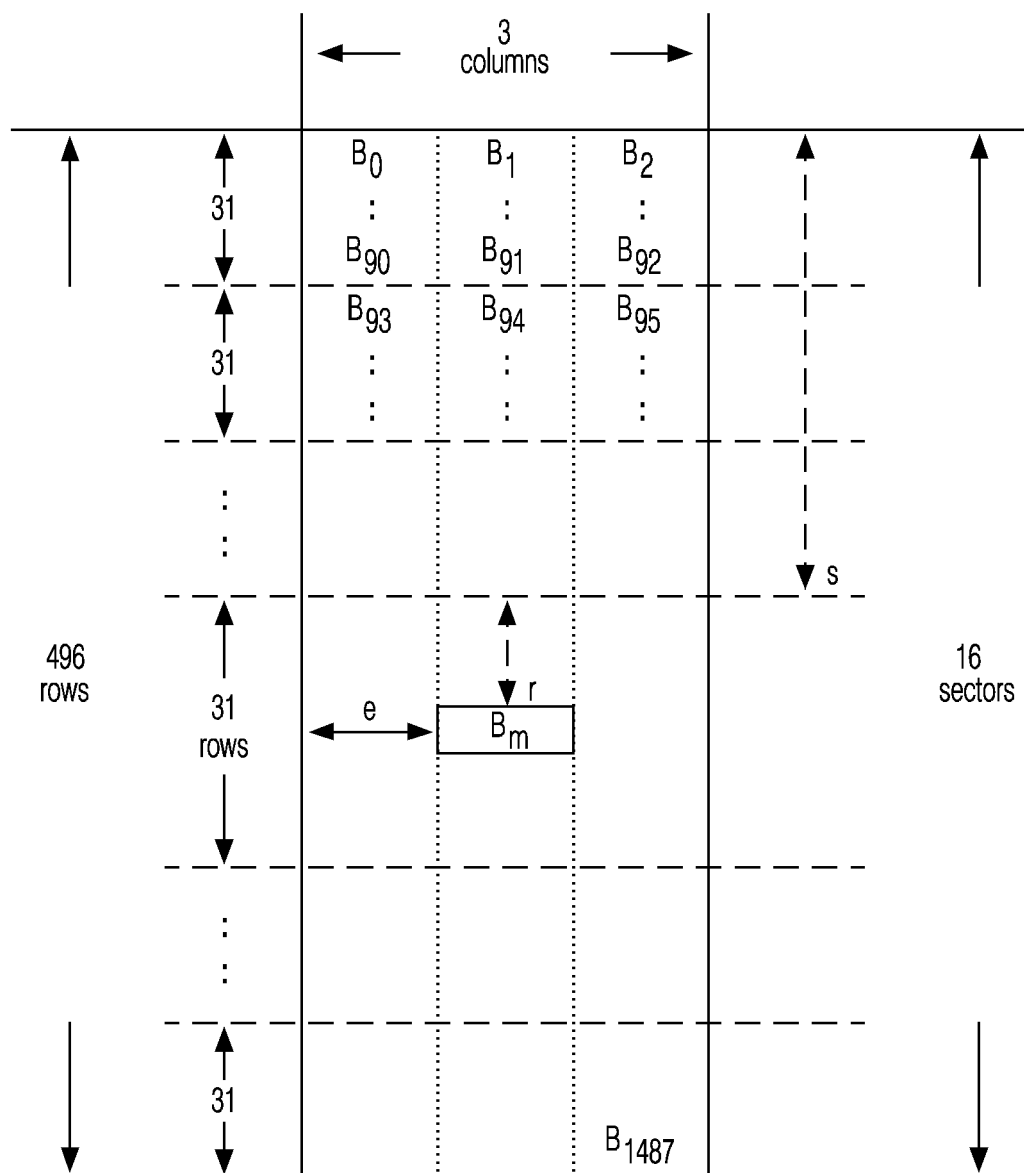 3
columns
B0 B1 B2
: : :
31
B90 B91 B92
B93 B94 B95
31
: : :
: : :
:
:
s
496
rows
31
rows
r
e
Bm
16
sectors
:
:
31
B1487